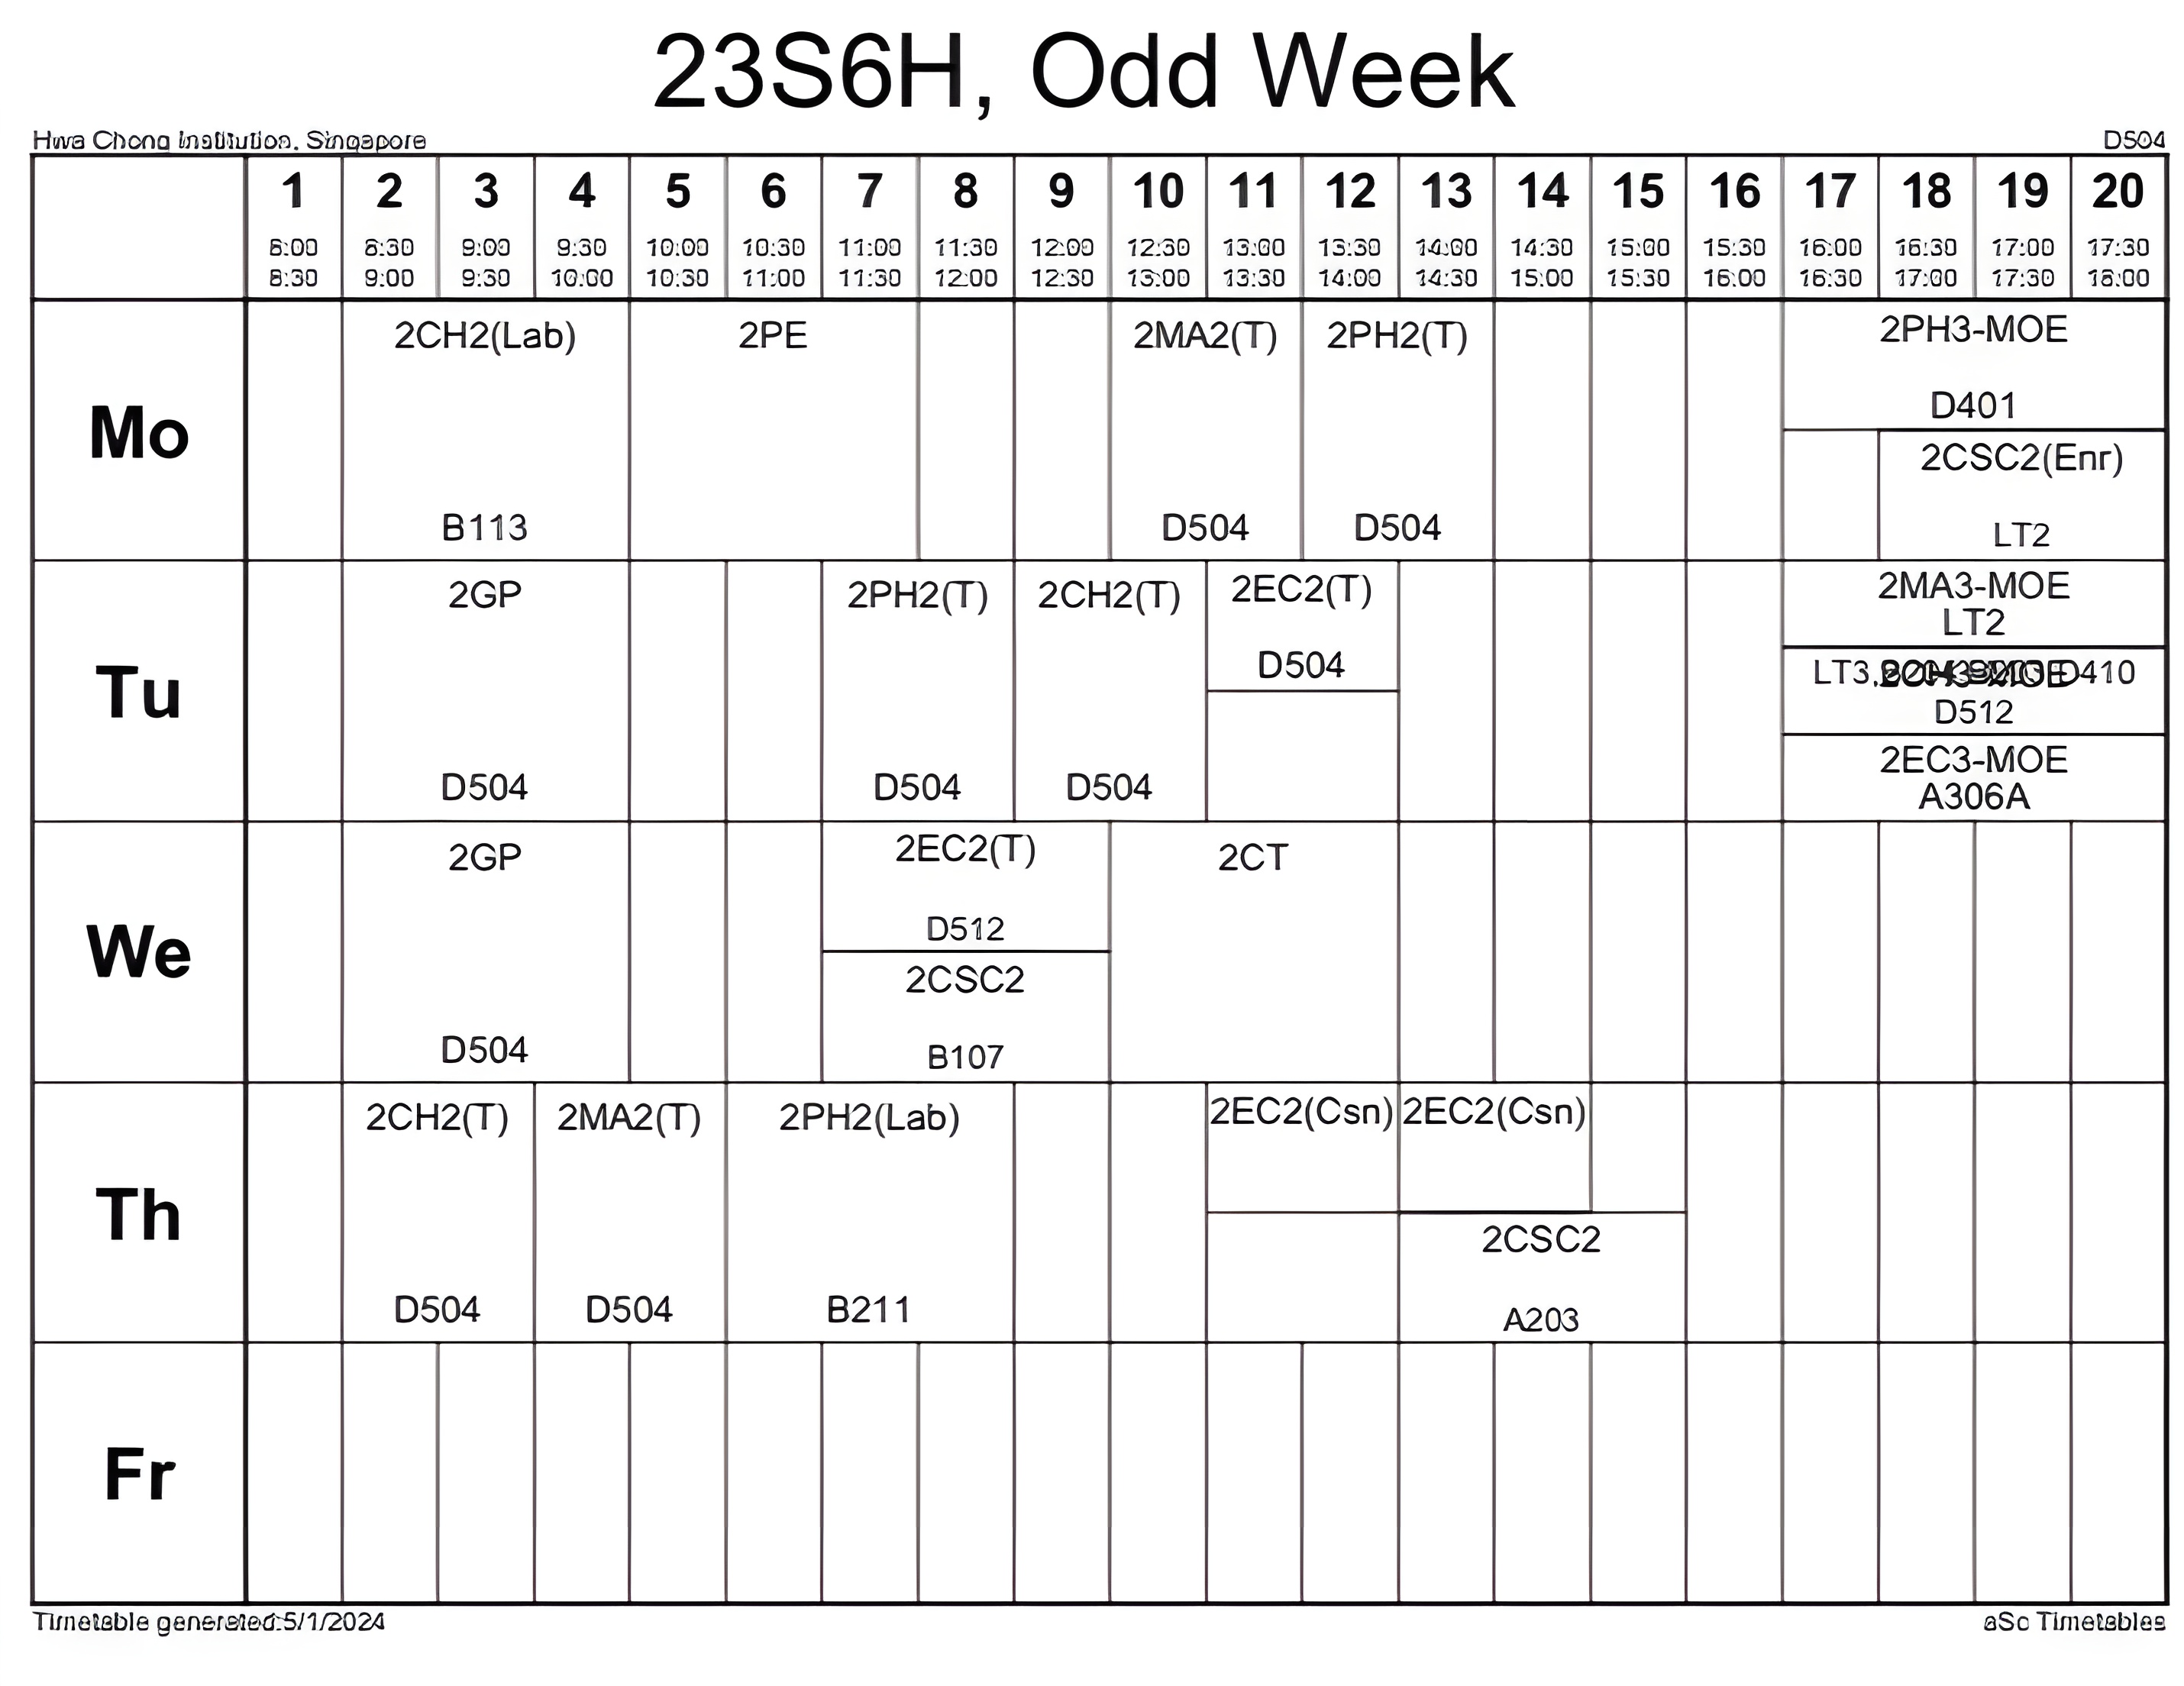 23S6H, Odd Week
Hwa Chong Institution, Singapore
D504
1 2 3 4 5 6 7 8 9 10 11 12 13 14 15 16 17 18 19 20
8:00 8:30 9:00 9:30 10:00 10:30 11:00 11:30 12:00 12:30 13:00 13:30 14:00 14:30 15:00 15:30 16:00 16:30 17:00 17:30
8:30 9:00 9:30 10:00 10:30 11:00 11:30 12:00 12:30 13:00 13:30 14:00 14:30 15:00 15:30 16:00 16:30 17:00 17:30 18:00
Mo
2CH2(Lab)
B113
2PE
2MA2(T)
D504
2PH2(T)
D504
2PH3-MOE
D401
2CSC2(Enr)
LT2
Tu
2GP
D504
2PH2(T)
D504
2CH2(T)
D504
2EC2(T)
D504
2MA3-MOE
LT2
LT3, D410
D512
2EC3-MOE
A306A
We
2GP
D504
2EC2(T)
D512
2CSC2
B107
2CT
Th
2CH2(T)
D504
2MA2(T)
D504
2PH2(Lab)
B211
2EC2(Csn)
2EC2(Csn)
2CSC2
A203
Fr
Timetable generated:5/1/2024
aSc Timetables